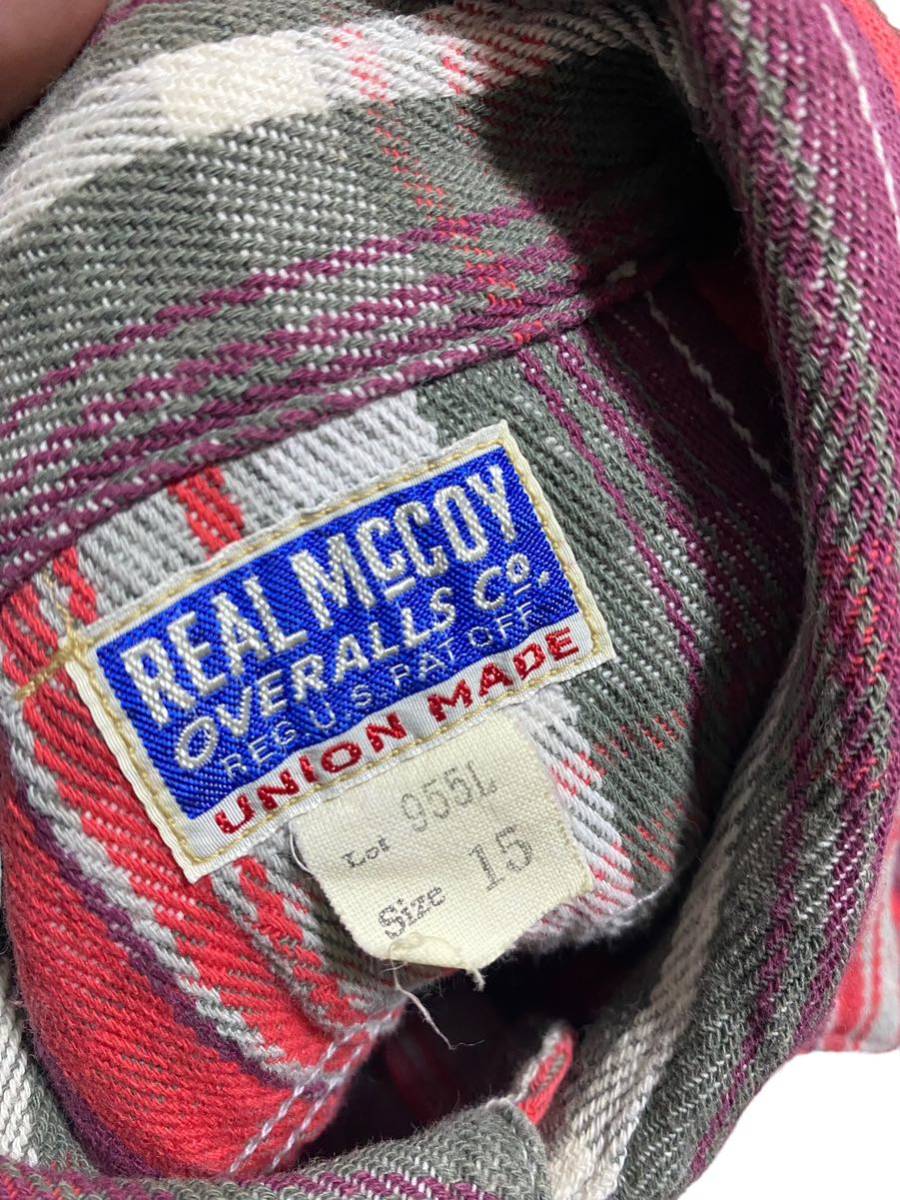 REAL McCOY
OVERALLS Co.
REG U.S. PAT OFF
UNION MADE
Lot 955L
Size 15